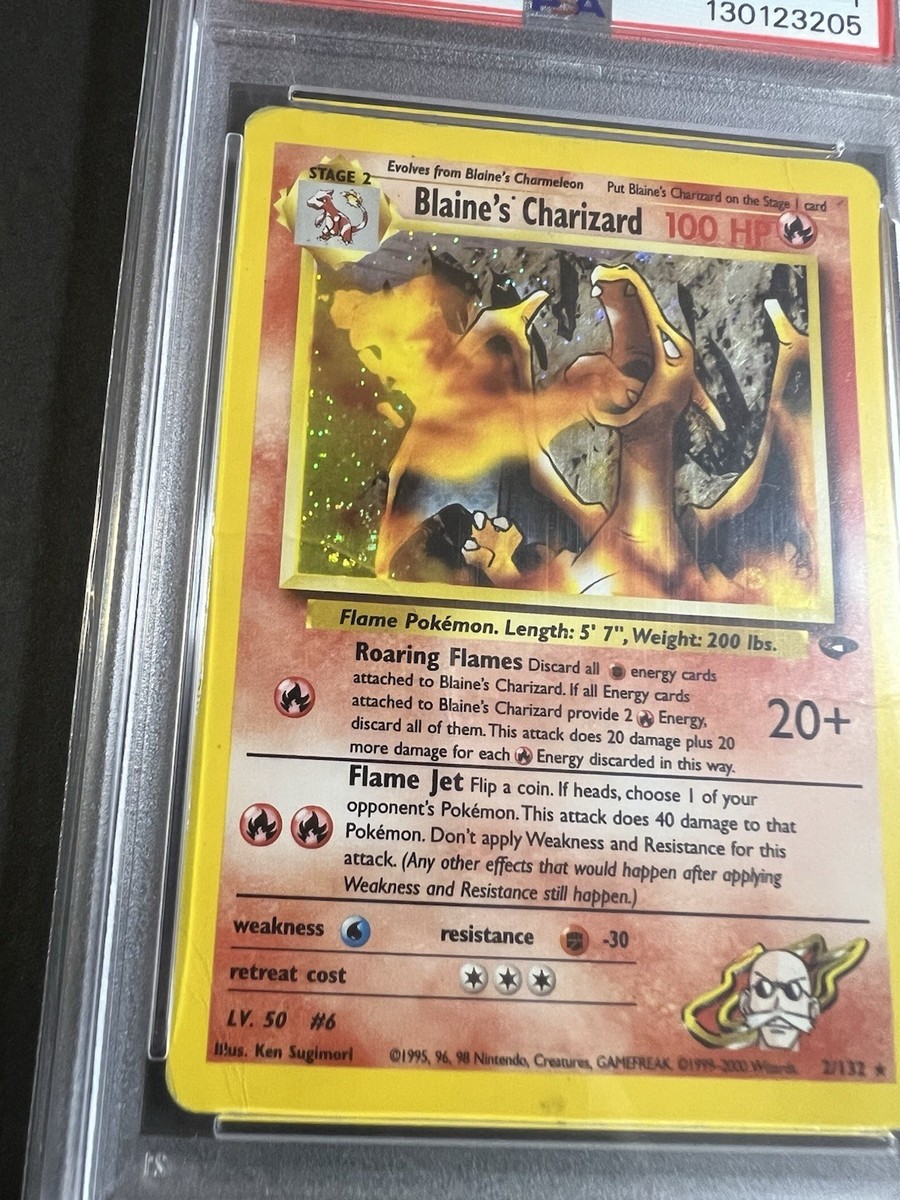 130123205
STAGE 2
Evolves from Blaine's Charmeleon
Put Blaine's Charizard on the Stage 1 card
Blaine's Charizard 100 HP
Flame Pokémon. Length: 5' 7", Weight: 200 lbs.
Roaring Flames Discard all energy cards
attached to Blaine's Charizard. If all Energy cards
attached to Blaine's Charizard provide 2 Energy,
discard all of them. This attack does 20 damage plus 20
more damage for each Energy discarded in this way.
20+
Flame Jet Flip a coin. If heads, choose 1 of your
opponent's Pokémon. This attack does 40 damage to that
Pokémon. Don't apply Weakness and Resistance for this
attack. (Any other effects that would happen after applying
Weakness and Resistance still happen.)
weakness resistance -30
retreat cost
LV. 50 #6
Illus. Ken Sugimori ©1995, 96, 98 Nintendo, Creatures, GAMEFREAK. ©1999-2000 Wizards. 2/132 ★